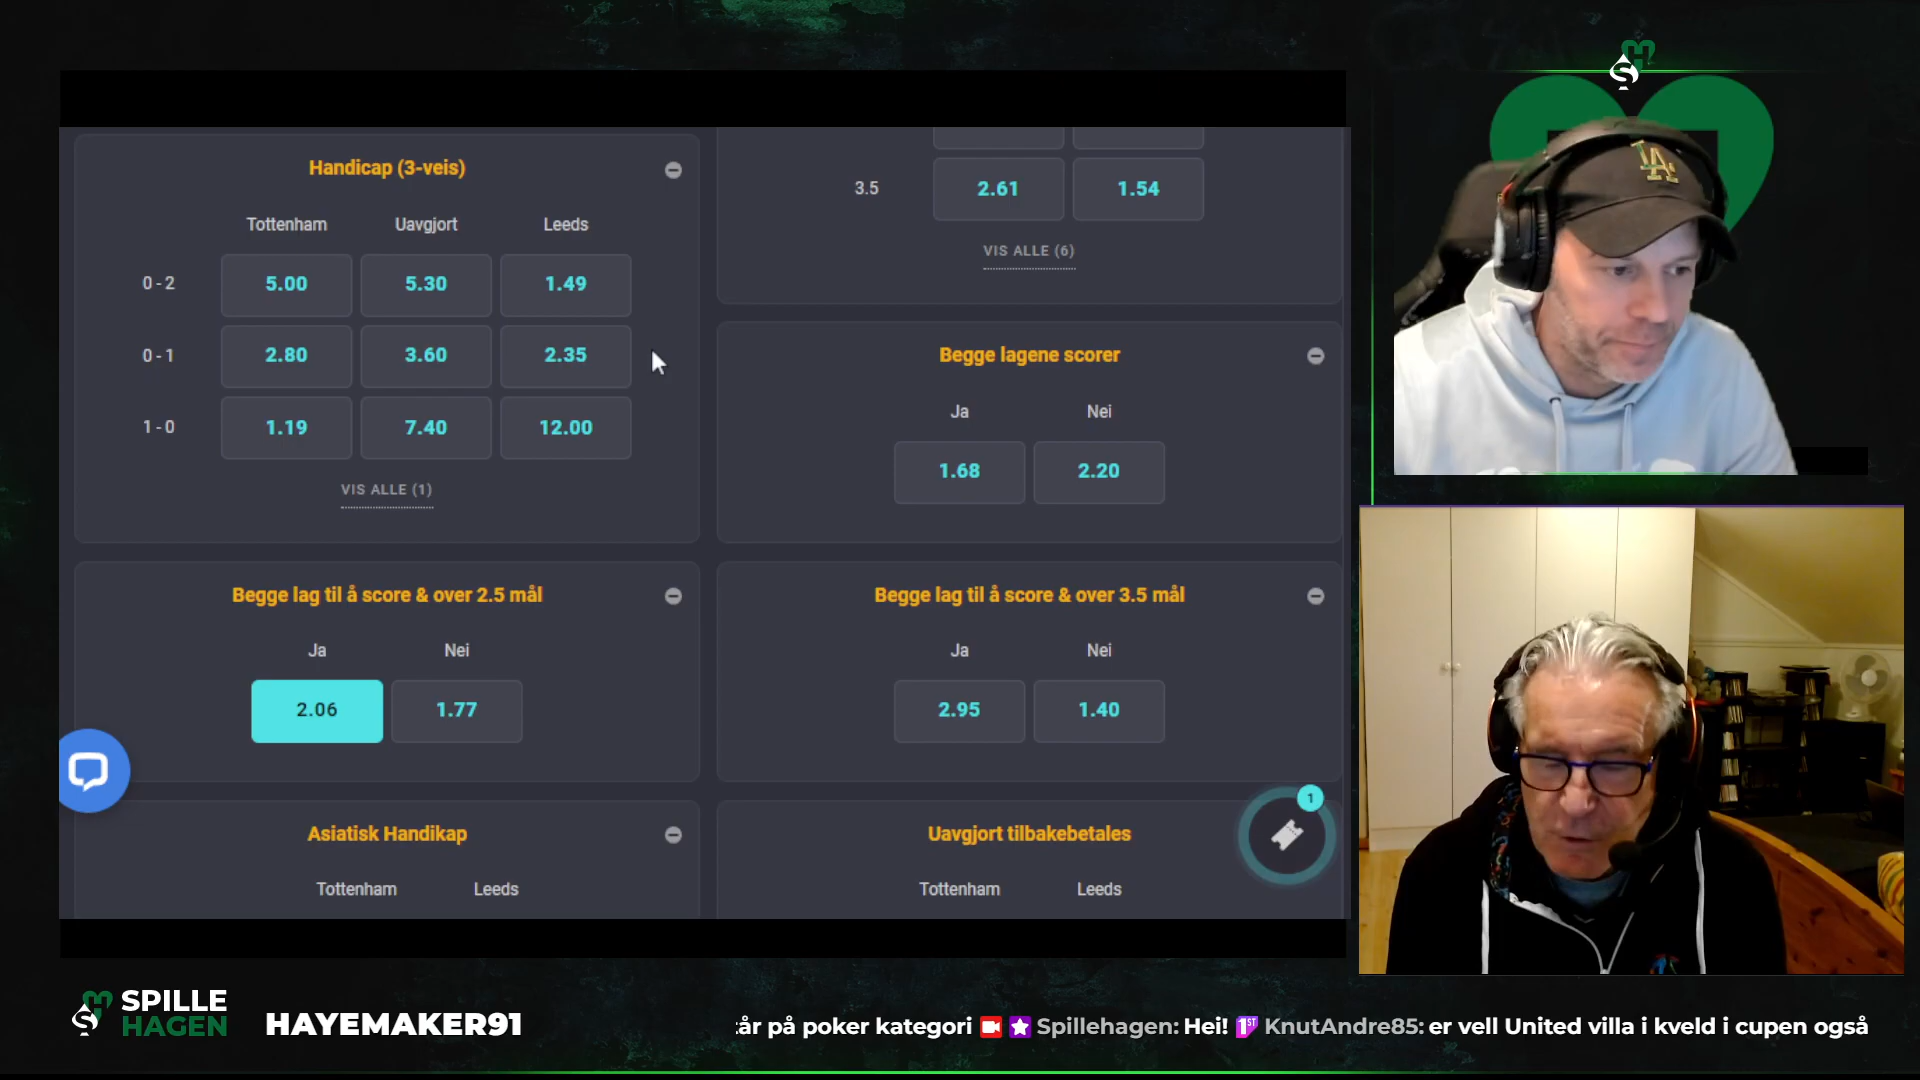 Handicap (3-veis)
Tottenham Uavgjort Leeds
0 - 2 5.00 5.30 1.49
0 - 1 2.80 3.60 2.35
1 - 0 1.19 7.40 12.00
VIS ALLE (1)
3.5 2.61 1.54
VIS ALLE (6)
Begge lagene scorer
Ja Nei
1.68 2.20
Begge lag til å score & over 2.5 mål
Ja Nei
2.06 1.77
Begge lag til å score & over 3.5 mål
Ja Nei
2.95 1.40
Asiatisk Handikap
Tottenham Leeds
Uavgjort tilbakebetales
Tottenham Leeds
1
LA
SPILLE
HAGEN
HAYEMAKER91
tår på poker kategori Spillehagen: Hei! 1ST KnutAndre85: er vell United villa i kveld i cupen også